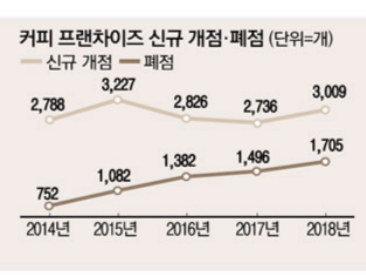 커피 프랜차이즈 신규 개점·폐점 (단위=개)
신규 개점 폐점
2,788 3,227 2,826 2,736 3,009
752 1,082 1,382 1,496 1,705
2014년 2015년 2016년 2017년 2018년